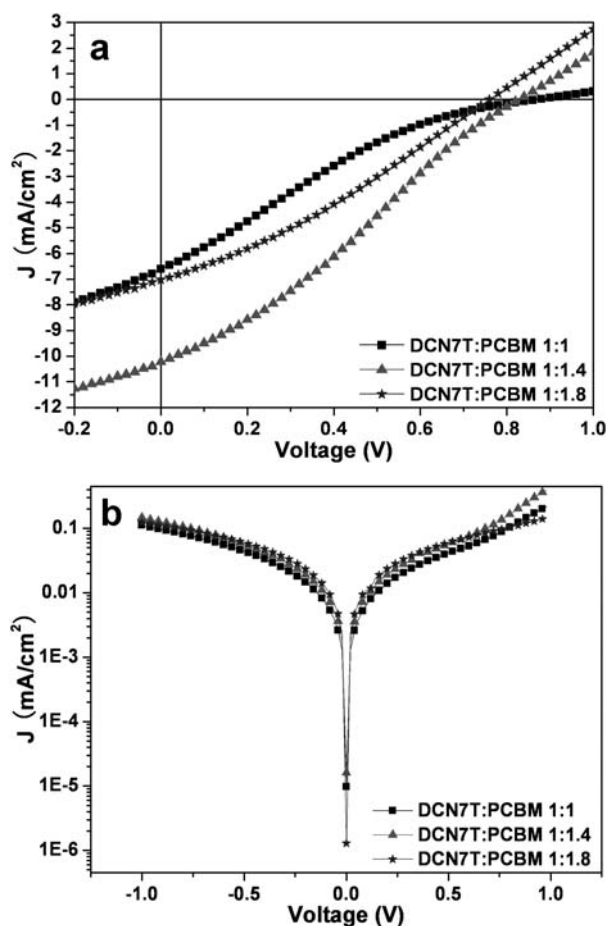 a
3
2
1
0
-1
-2
-3
-4
-5
-6
-7
-8
-9
-10
-11
-12
J (mA/cm²)
DCN7T:PCBM 1:1
DCN7T:PCBM 1:1.4
DCN7T:PCBM 1:1.8
-0.2 0.0 0.2 0.4 0.6 0.8 1.0
Voltage (V)
b
0.1
0.01
1E-3
1E-4
1E-5
1E-6
J (mA/cm²)
DCN7T:PCBM 1:1
DCN7T:PCBM 1:1.4
DCN7T:PCBM 1:1.8
-1.0 -0.5 0.0 0.5 1.0
Voltage (V)